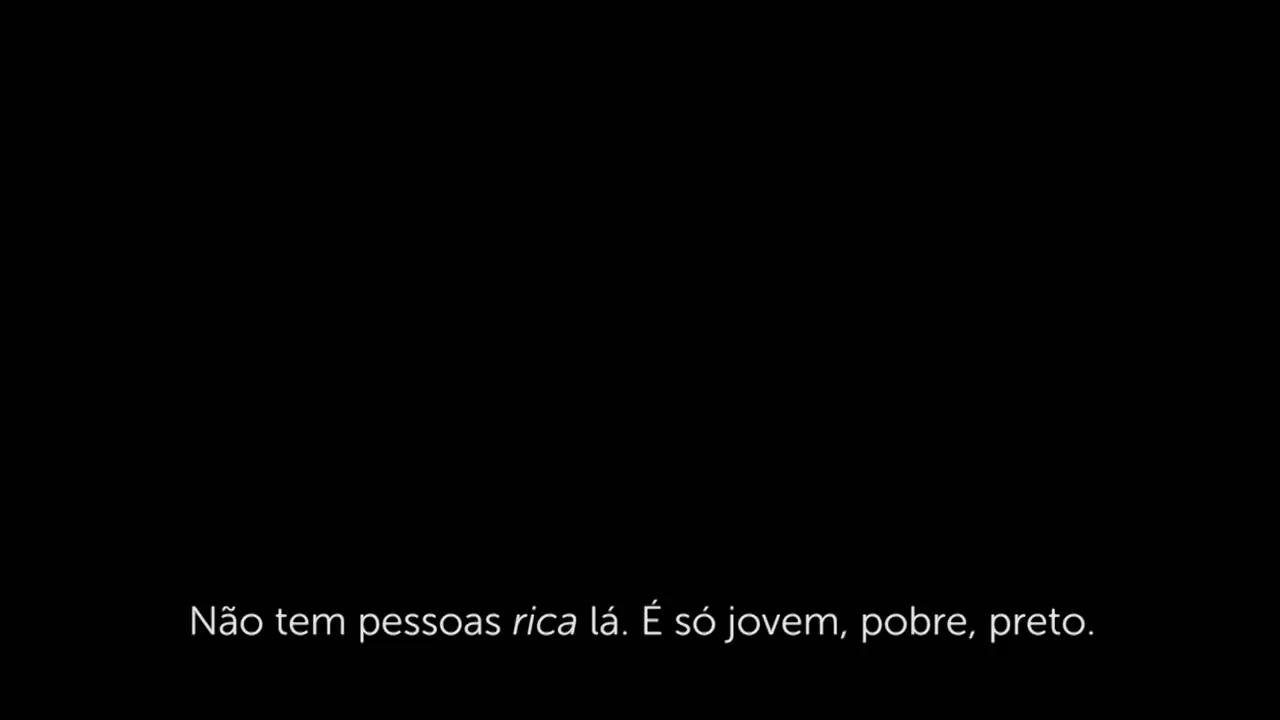 Não tem pessoas rica lá. É só jovem, pobre, preto.